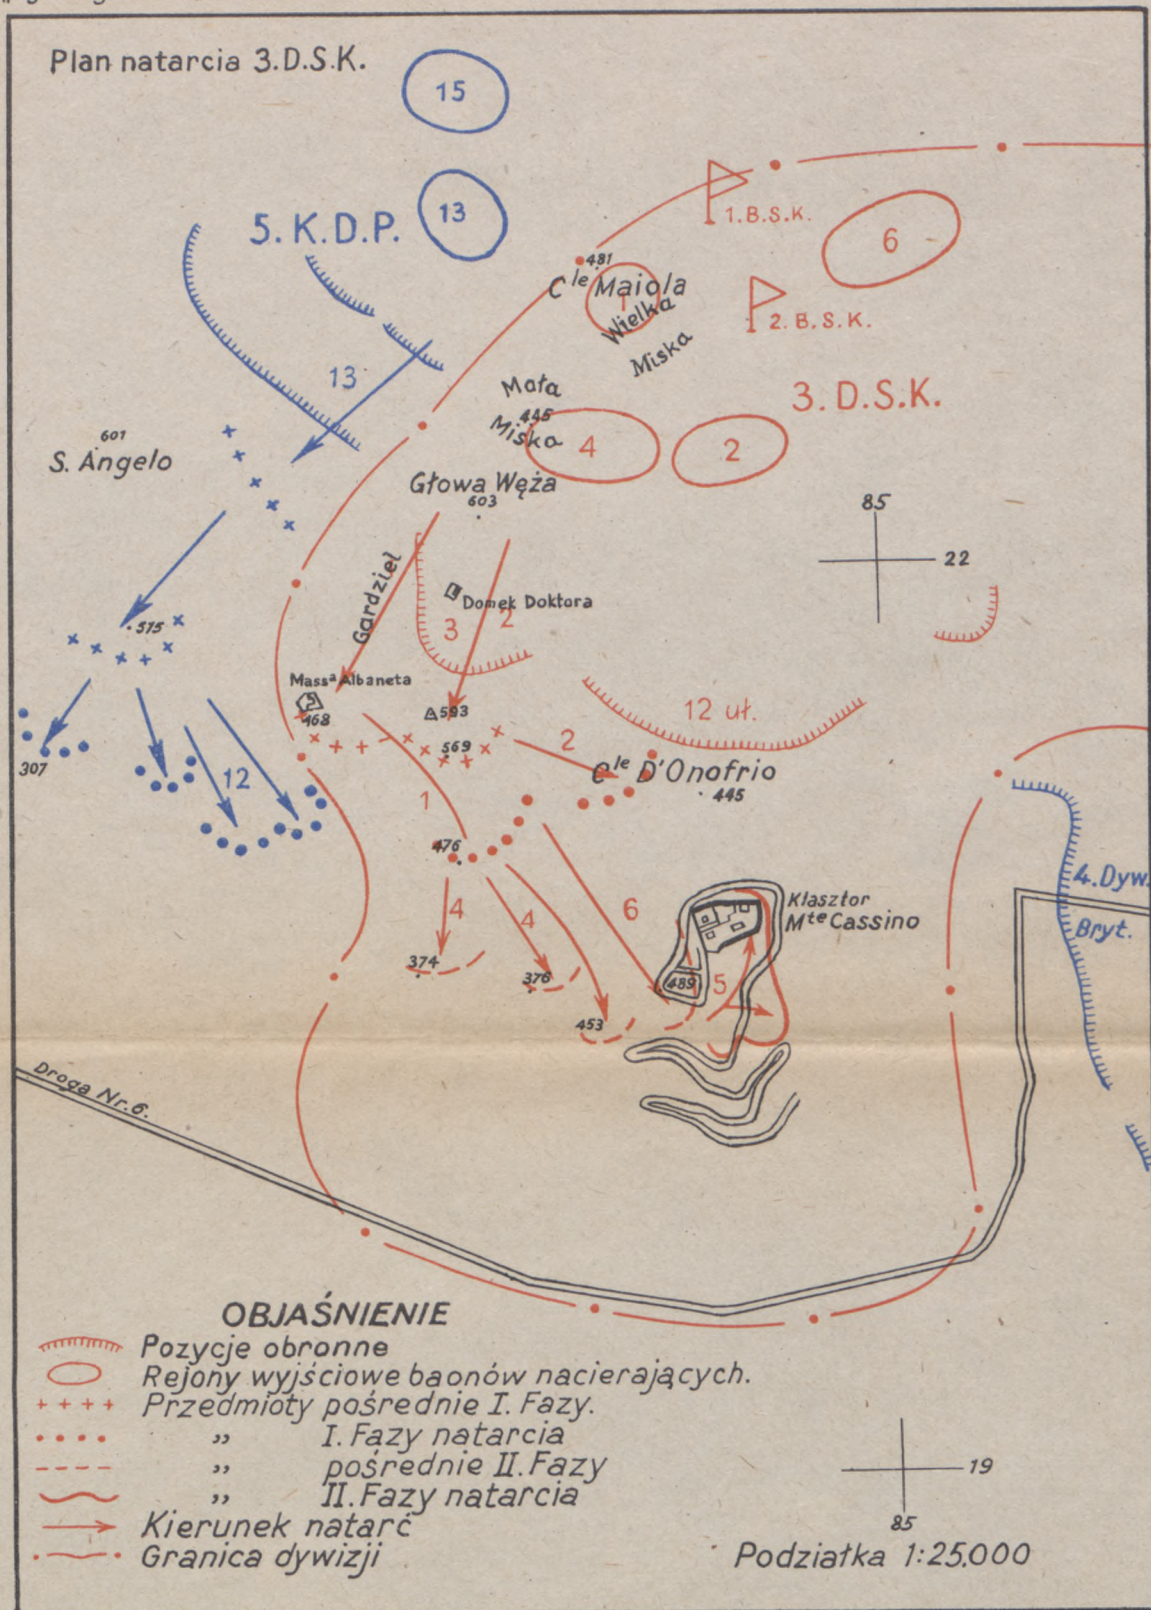 Plan natarcia 3.D.S.K.
15
13
5. K.D.P.
1.B.S.K.
6
481
Cle Maiola
1
Wielka
Miska
2. B.S.K.
13
Mała
445
Miska
3. D.S.K.
4
2
601
S. Angelo
Głowa Węża
603
85
22
Gardziel
Domek Doktora
3
2
515
Massa Albaneta
5
468
593
569
2
12 uł.
Cle D'Onofrio
445
307
12
1
476
4
4
6
Klasztor
Mte Cassino
4. Dyw.
Bryt.
374
376
489
5
453
Droga Nr. 6.
OBJAŚNIENIE
Pozycje obronne
Rejony wyjściowe baonów nacierających.
Przedmioty pośrednie I. Fazy.
„ I. Fazy natarcia
„ pośrednie II. Fazy
„ II. Fazy natarcia
Kierunek natarć
Granica dywizji
19
85
Podziałka 1:25.000